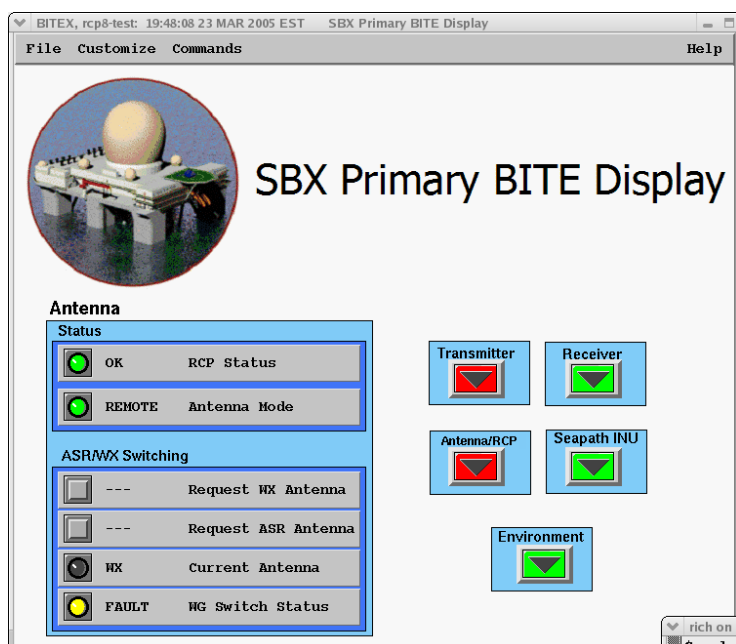 BITEX, rcp8-test: 19:48:08 23 MAR 2005 EST SBX Primary BITE Display
File Customize Commands Help
SBX Primary BITE Display
Antenna
Status
OK RCP Status
REMOTE Antenna Mode
ASR/WX Switching
--- Request WX Antenna
--- Request ASR Antenna
WX Current Antenna
FAULT WG Switch Status
Transmitter Receiver
Antenna/RCP Seapath INU
Environment
rich on